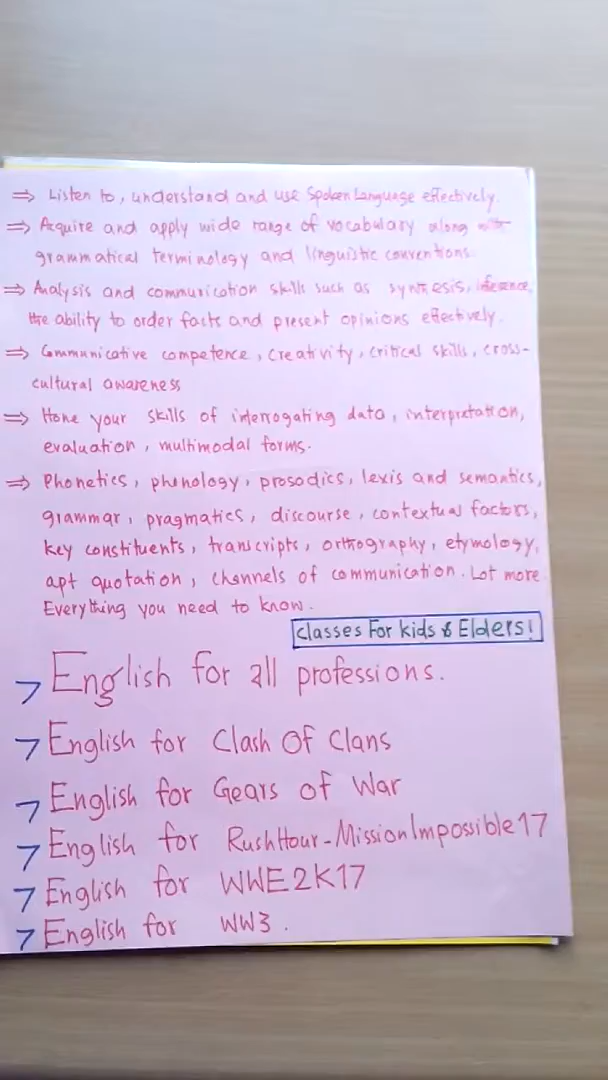 ⇒ Listen to, understand and use Spoken Language effectively.
⇒ Acquire and apply wide range of vocabulary along with
grammatical terminology and linguistic conventions.
⇒ Analysis and communication skills such as synthesis, inference,
the ability to order facts and present opinions effectively.
⇒ Communicative competence, creativity, critical skills, cross-
cultural awareness
⇒ Hone your skills of interrogating data, interpretation,
evaluation, multimodal forms.
⇒ Phonetics, phenology, prosodics, lexis and semantics,
grammar, pragmatics, discourse, contextual factors,
key constituents, transcripts, orthography, etymology,
apt quotation, channels of communication. Lot more.
Everything you need to know.
Classes For kids & Elders!
English for all professions.
English for Clash Of Clans
English for Gears of War
English for RushHour-MissionImpossible17
English for WWE2K17
English for WW3.